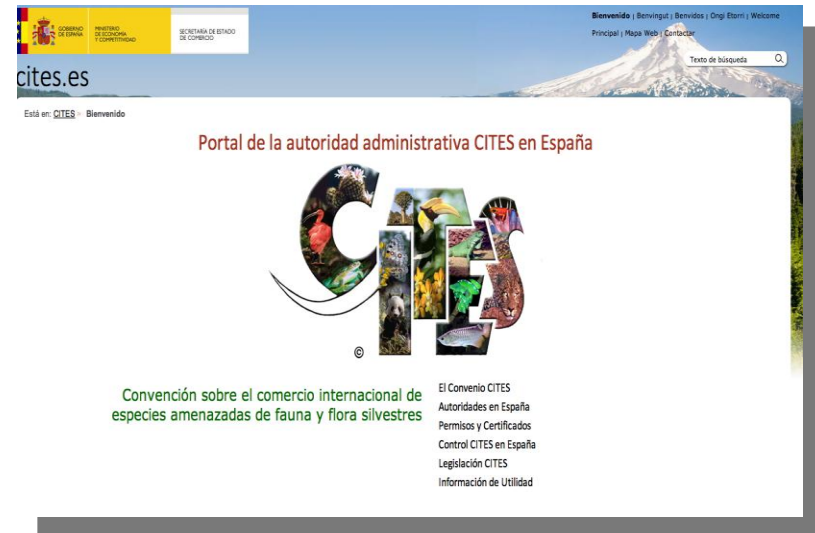 GOBIERNO
DE ESPAÑA
MINISTERIO
DE ECONOMÍA
Y COMPETITIVIDAD
SECRETARÍA DE ESTADO
DE COMERCIO
Bienvenido | Benvingut | Benvidos | Ongi Etorri | Welcome
Principal | Mapa Web | Contactar
Texto de búsqueda
cites.es
Está en: CITES > Bienvenido
Portal de la autoridad administrativa CITES en España
CITES
©
Convención sobre el comercio internacional de
especies amenazadas de fauna y flora silvestres
El Convenio CITES
Autoridades en España
Permisos y Certificados
Control CITES en España
Legislación CITES
Información de Utilidad